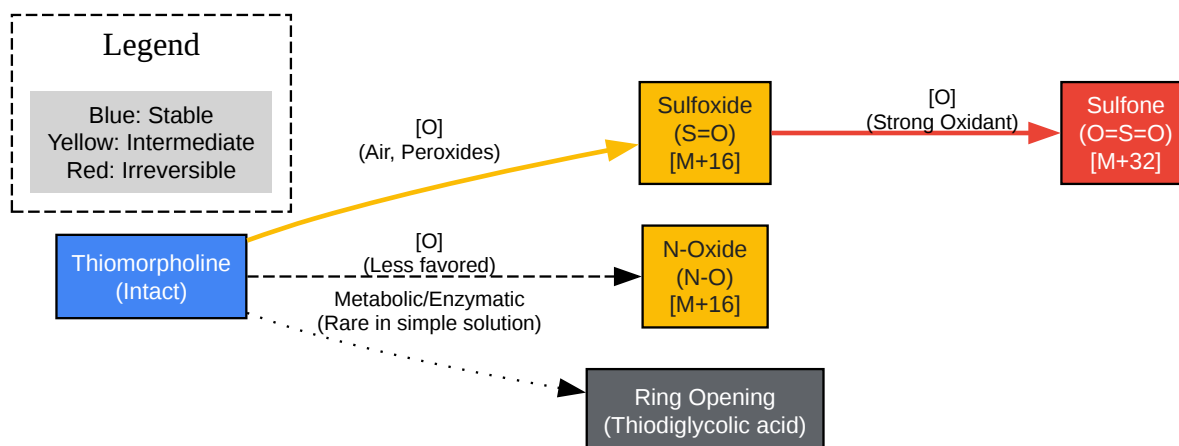 Legend
Blue: Stable
Yellow: Intermediate
Red: Irreversible
[O]
(Air, Peroxides)
Sulfoxide
(S=O)
[M+16]
[O]
(Strong Oxidant)
Sulfone
(O=S=O)
[M+32]
Thiomorpholine
(Intact)
[O]
(Less favored)
N-Oxide
(N-O)
[M+16]
Metabolic/Enzymatic
(Rare in simple solution)
Ring Opening
(Thiodiglycolic acid)